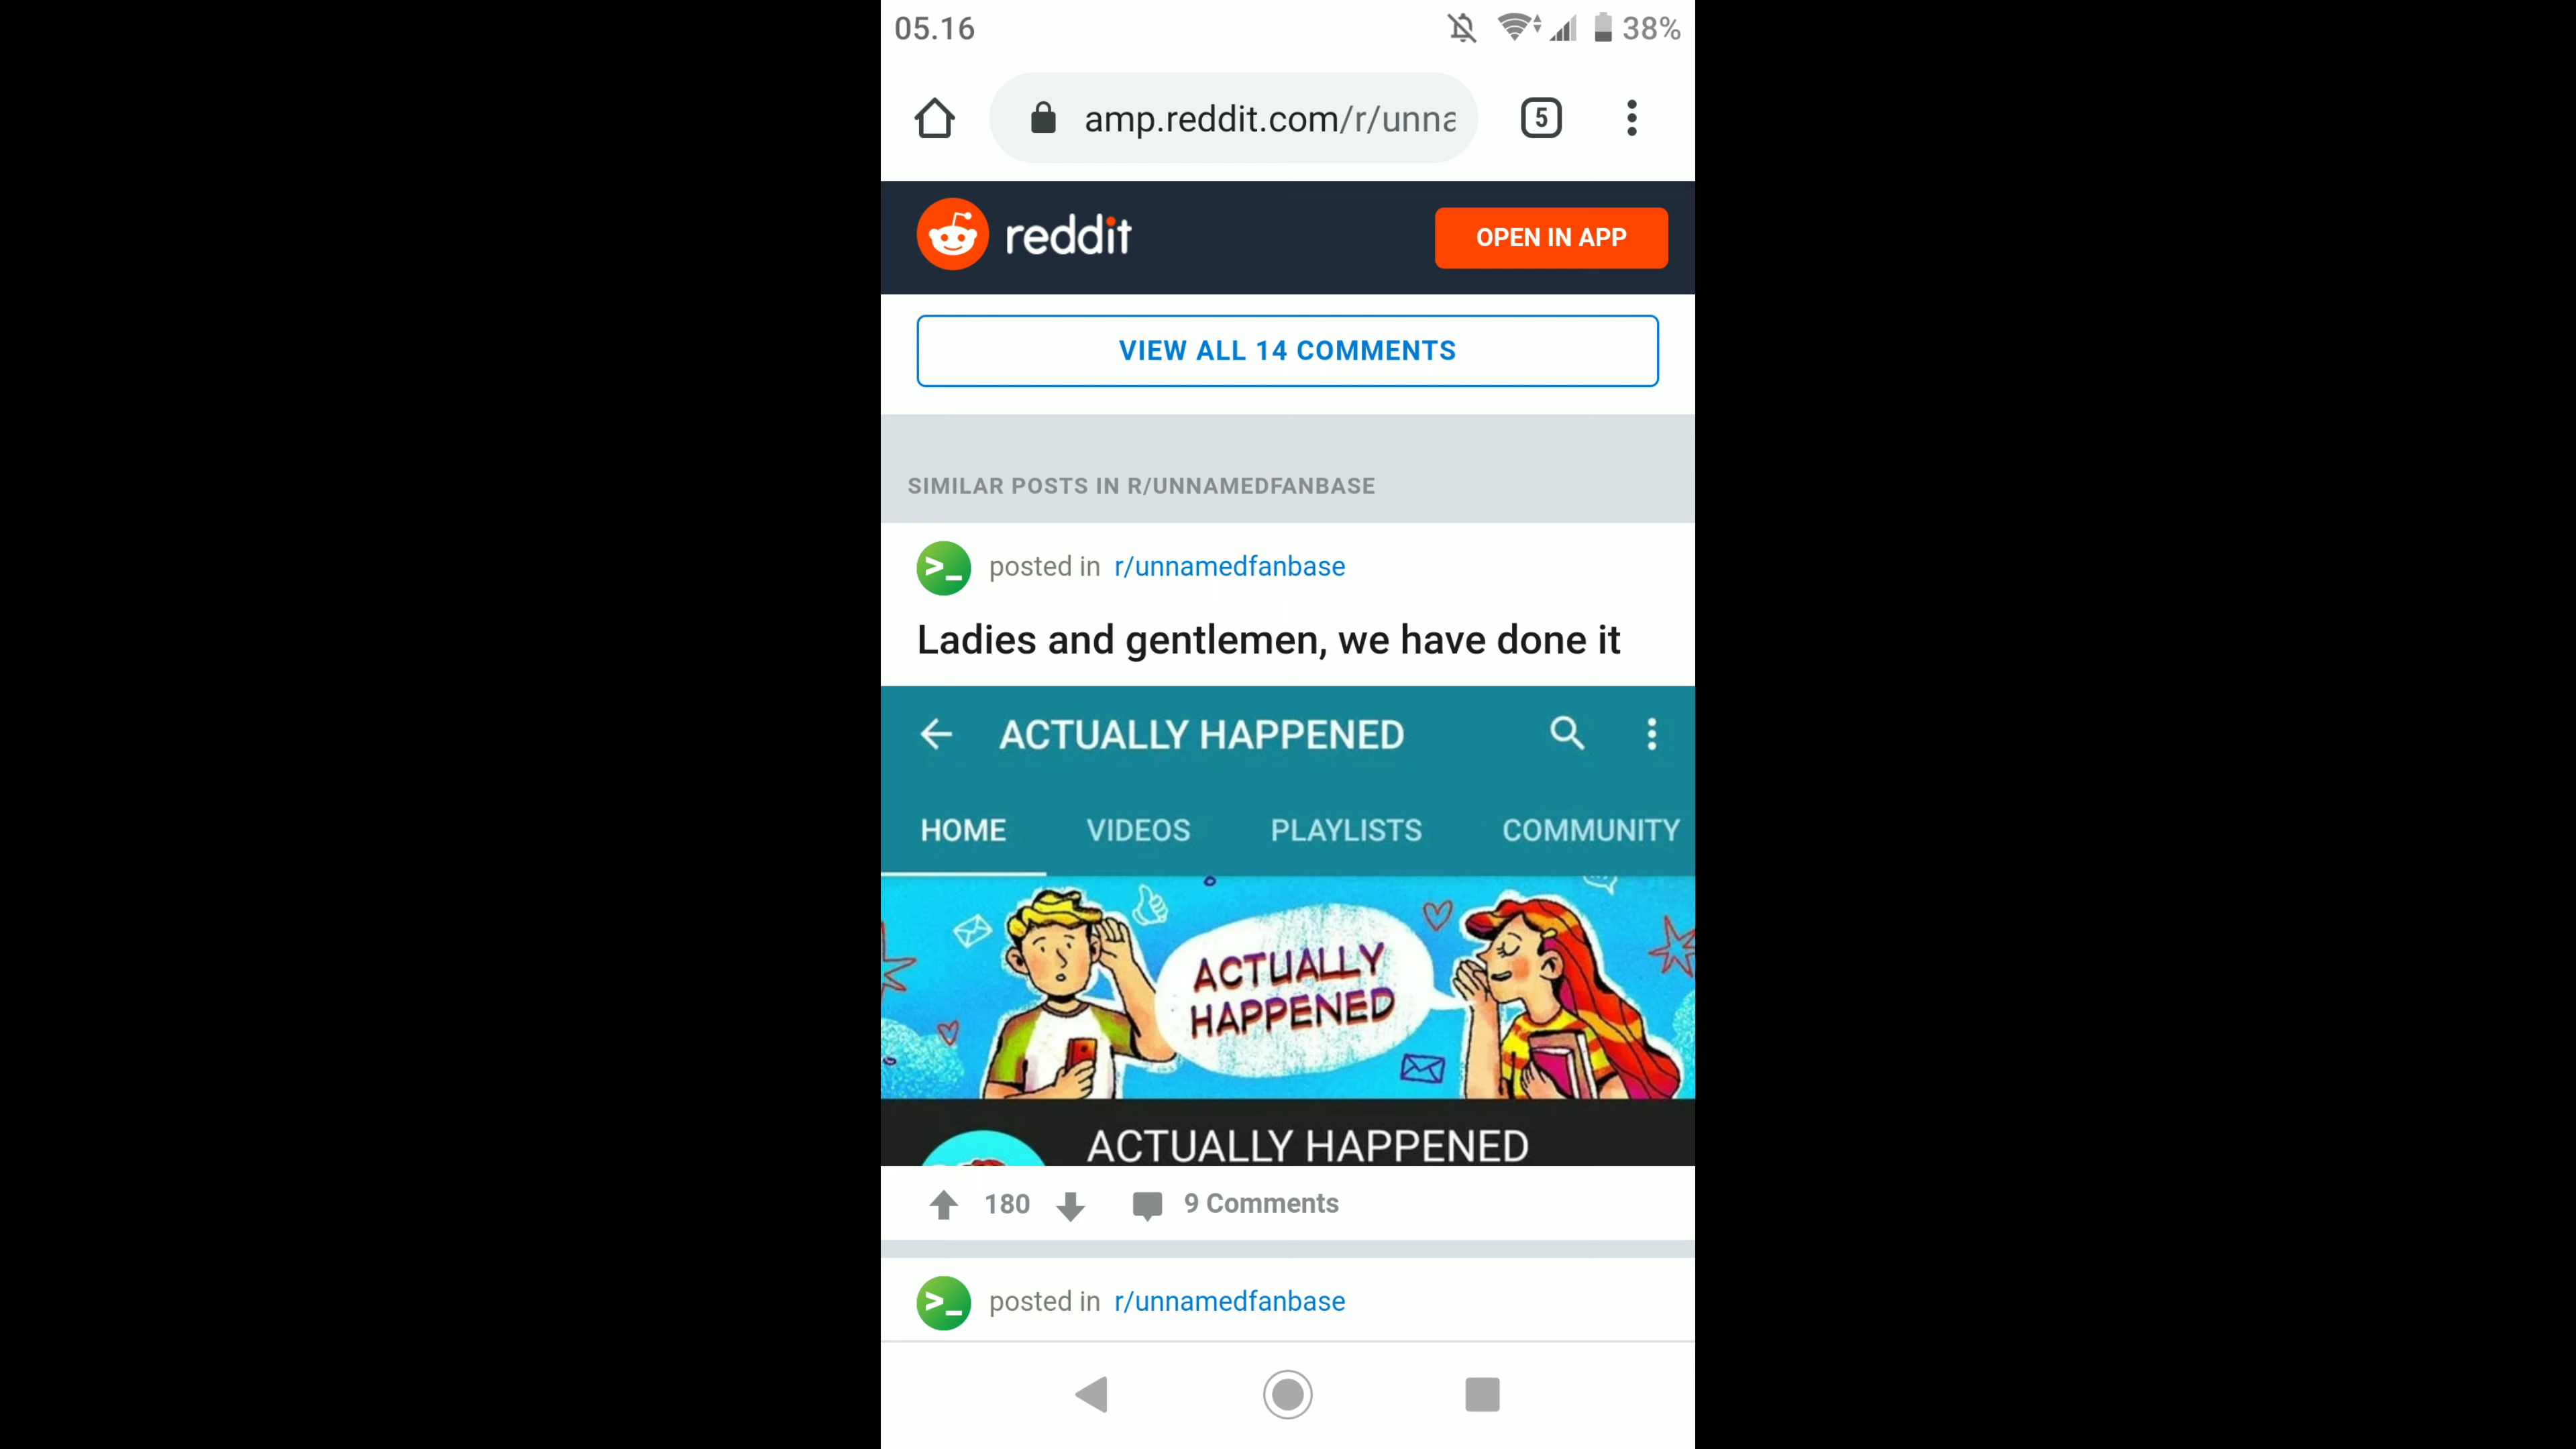 05.16
38%
amp.reddit.com/r/unna
5
reddit
OPEN IN APP
VIEW ALL 14 COMMENTS
SIMILAR POSTS IN R/UNNAMEDFANBASE
>_ posted in r/unnamedfanbase
Ladies and gentlemen, we have done it
ACTUALLY HAPPENED
HOME VIDEOS PLAYLISTS COMMUNITY
ACTUALLY
HAPPENED
ACTUALLY HAPPENED
180 9 Comments
>_ posted in r/unnamedfanbase